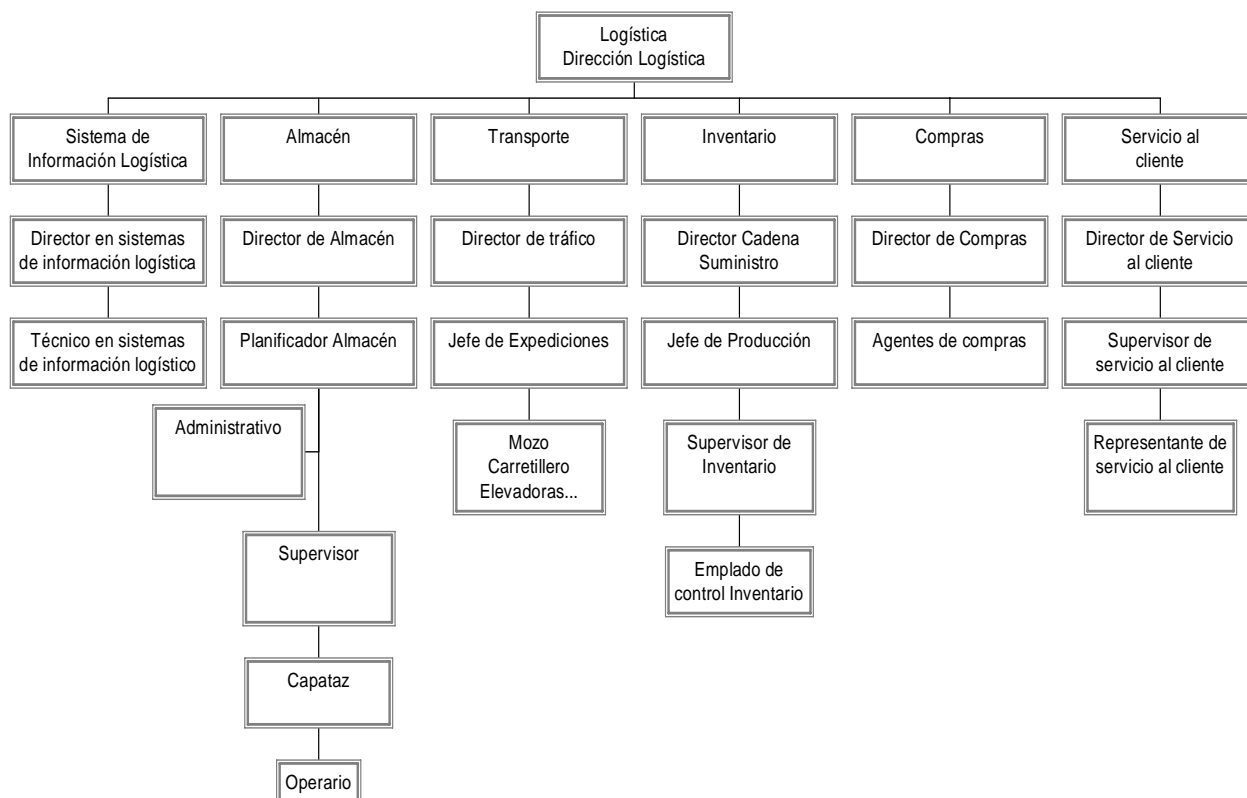 Logística
Dirección Logística
Sistema de
Información Logística
Almacén
Transporte
Inventario
Compras
Servicio al
cliente
Director en sistemas
de información logística
Director de Almacén
Director de tráfico
Director Cadena
Suministro
Director de Compras
Director de Servicio
al cliente
Técnico en sistemas
de información logístico
Planificador Almacén
Jefe de Expediciones
Jefe de Producción
Agentes de compras
Supervisor de
servicio al cliente
Administrativo
Mozo
Carretillero
Elevadoras...
Supervisor de
Inventario
Representante de
servicio al cliente
Supervisor
Emplado de
control Inventario
Capataz
Operario